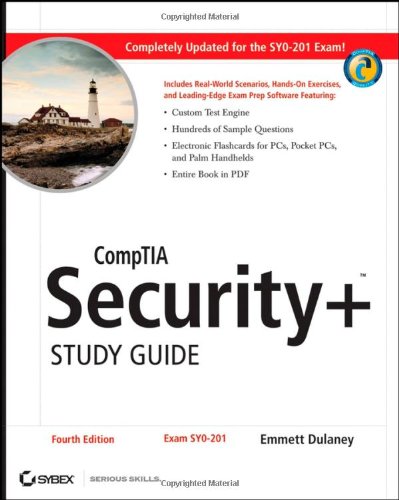 Copyrighted Material
Completely Updated for the SY0-201 Exam!
Includes Real-World Scenarios, Hands-On Exercises,
and Leading-Edge Exam Prep Software Featuring:
• Custom Test Engine
• Hundreds of Sample Questions
• Electronic Flashcards for PCs, Pocket PCs,
and Palm Handhelds
• Entire Book in PDF
CompTIA
Security+™
STUDY GUIDE
Fourth Edition
Exam SY0-201
Emmett Dulaney
SYBEX
SERIOUS SKILLS.
Copyrighted Material